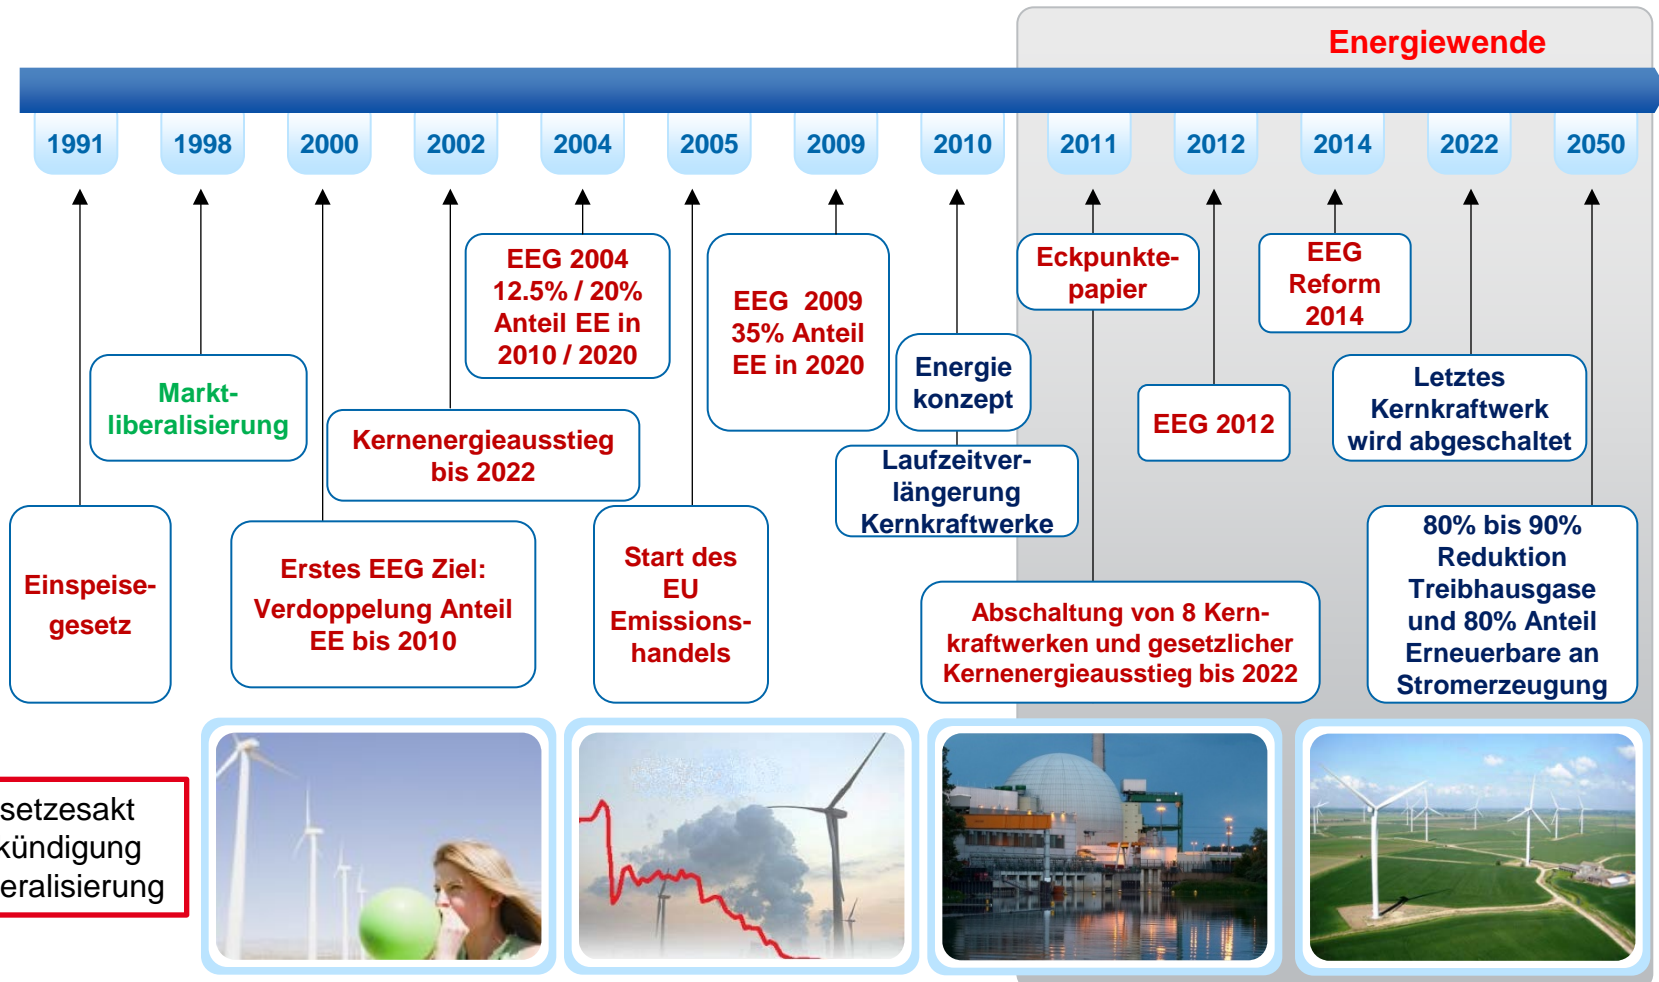 Energiewende
1991
1998
2000
2002
2004
2005
2009
2010
2011
2012
2014
2022
2050
EEG 2004
12.5% / 20%
Anteil EE in
2010 / 2020
EEG 2009
35% Anteil
EE in 2020
Eckpunkte-
papier
EEG
Reform
2014
Markt-
liberalisierung
Energie
konzept
Letztes
Kernkraftwerk
wird abgeschaltet
EEG 2012
Kernenergieausstieg
bis 2022
Laufzeitver-
längerung
Kernkraftwerke
Einspeise-
gesetz
Erstes EEG Ziel:
Verdoppelung Anteil
EE bis 2010
Start des
EU
Emissions-
handels
Abschaltung von 8 Kern-
kraftwerken und gesetzlicher
Kernenergieausstieg bis 2022
80% bis 90%
Reduktion
Treibhausgase
und 80% Anteil
Erneuerbare an
Stromerzeugung
setzesakt
kündigung
eralisierung